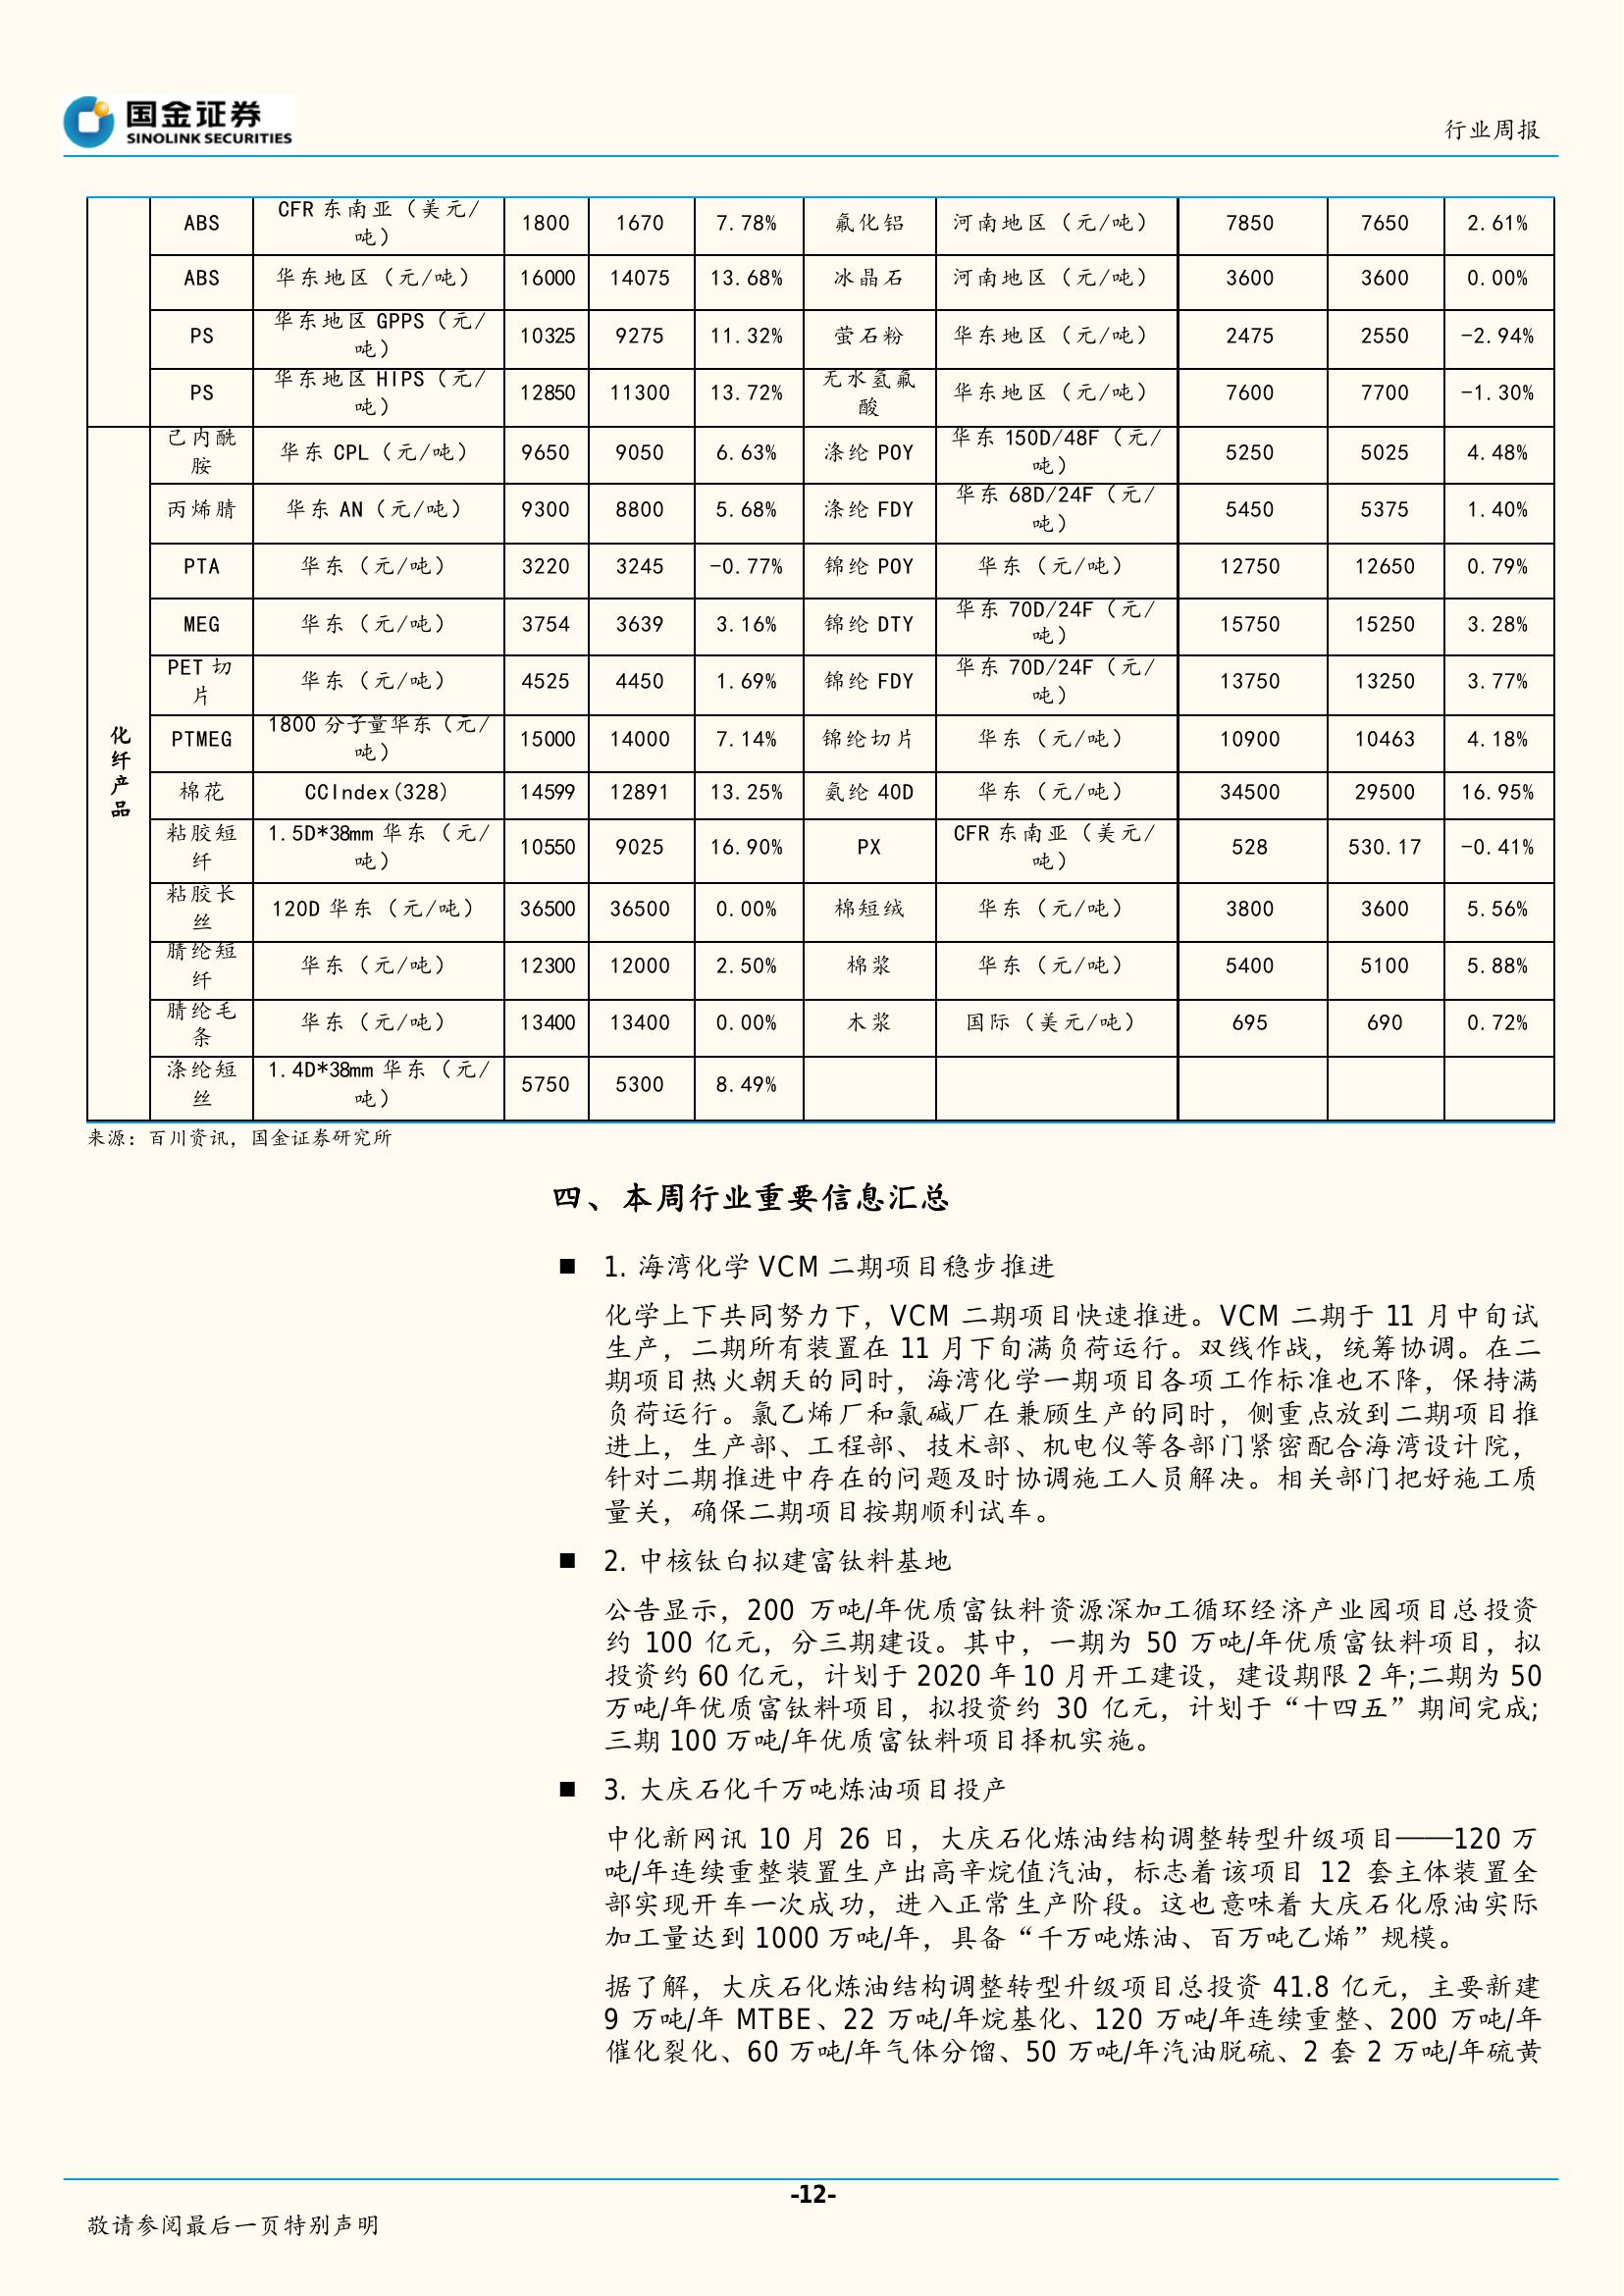 国金证券
SINOLINK SECURITIES
行业周报
ABS CFR 东南亚（美元/吨） 1800 1670 7.78% 氟化铝 河南地区（元/吨） 7850 7650 2.61%
ABS 华东地区（元/吨） 16000 14075 13.68% 冰晶石 河南地区（元/吨） 3600 3600 0.00%
PS 华东地区 GPPS（元/吨） 10325 9275 11.32% 萤石粉 华东地区（元/吨） 2475 2550 -2.94%
PS 华东地区 HIPS（元/吨） 12850 11300 13.72% 无水氢氟酸 华东地区（元/吨） 7600 7700 -1.30%
化纤产品
己内酰胺 华东 CPL（元/吨） 9650 9050 6.63% 涤纶 POY 华东 150D/48F（元/吨） 5250 5025 4.48%
丙烯腈 华东 AN（元/吨） 9300 8800 5.68% 涤纶 FDY 华东 68D/24F（元/吨） 5450 5375 1.40%
PTA 华东（元/吨） 3220 3245 -0.77% 锦纶 POY 华东（元/吨） 12750 12650 0.79%
MEG 华东（元/吨） 3754 3639 3.16% 锦纶 DTY 华东 70D/24F（元/吨） 15750 15250 3.28%
PET 切片 华东（元/吨） 4525 4450 1.69% 锦纶 FDY 华东 70D/24F（元/吨） 13750 13250 3.77%
PTMEG 1800 分子量华东（元/吨） 15000 14000 7.14% 锦纶切片 华东（元/吨） 10900 10463 4.18%
棉花 CCIndex(328) 14599 12891 13.25% 氨纶 40D 华东（元/吨） 34500 29500 16.95%
粘胶短纤 1.5D*38mm 华东（元/吨） 10550 9025 16.90% PX CFR 东南亚（美元/吨） 528 530.17 -0.41%
粘胶长丝 120D 华东（元/吨） 36500 36500 0.00% 棉短绒 华东（元/吨） 3800 3600 5.56%
腈纶短纤 华东（元/吨） 12300 12000 2.50% 棉浆 华东（元/吨） 5400 5100 5.88%
腈纶毛条 华东（元/吨） 13400 13400 0.00% 木浆 国际（美元/吨） 695 690 0.72%
涤纶短丝 1.4D*38mm 华东（元/吨） 5750 5300 8.49%
来源：百川资讯，国金证券研究所
四、本周行业重要信息汇总
■ 1. 海湾化学 VCM 二期项目稳步推进
化学上下共同努力下，VCM 二期项目快速推进。VCM 二期于 11 月中旬试
生产，二期所有装置在 11 月下旬满负荷运行。双线作战，统筹协调。在二
期项目热火朝天的同时，海湾化学一期项目各项工作标准也不降，保持满
负荷运行。氯乙烯厂和氯碱厂在兼顾生产的同时，侧重点放到二期项目推
进上，生产部、工程部、技术部、机电仪等各部门紧密配合海湾设计院，
针对二期推进中存在的问题及时协调施工人员解决。相关部门把好施工质
量关，确保二期项目按期顺利试车。
■ 2. 中核钛白拟建富钛料基地
公告显示，200 万吨/年优质富钛料资源深加工循环经济产业园项目总投资
约 100 亿元，分三期建设。其中，一期为 50 万吨/年优质富钛料项目，拟
投资约 60 亿元，计划于 2020 年 10 月开工建设，建设期限 2 年;二期为 50
万吨/年优质富钛料项目，拟投资约 30 亿元，计划于“十四五”期间完成;
三期 100 万吨/年优质富钛料项目择机实施。
■ 3. 大庆石化千万吨炼油项目投产
中化新网讯 10 月 26 日，大庆石化炼油结构调整转型升级项目——120 万
吨/年连续重整装置生产出高辛烷值汽油，标志着该项目 12 套主体装置全
部实现开车一次成功，进入正常生产阶段。这也意味着大庆石化原油实际
加工量达到 1000 万吨/年，具备“千万吨炼油、百万吨乙烯”规模。
据了解，大庆石化炼油结构调整转型升级项目总投资 41.8 亿元，主要新建
9 万吨/年 MTBE、22 万吨/年烷基化、120 万吨/年连续重整、200 万吨/年
催化裂化、60 万吨/年气体分馏、50 万吨/年汽油脱硫、2 套 2 万吨/年硫黄
-12-
敬请参阅最后一页特别声明